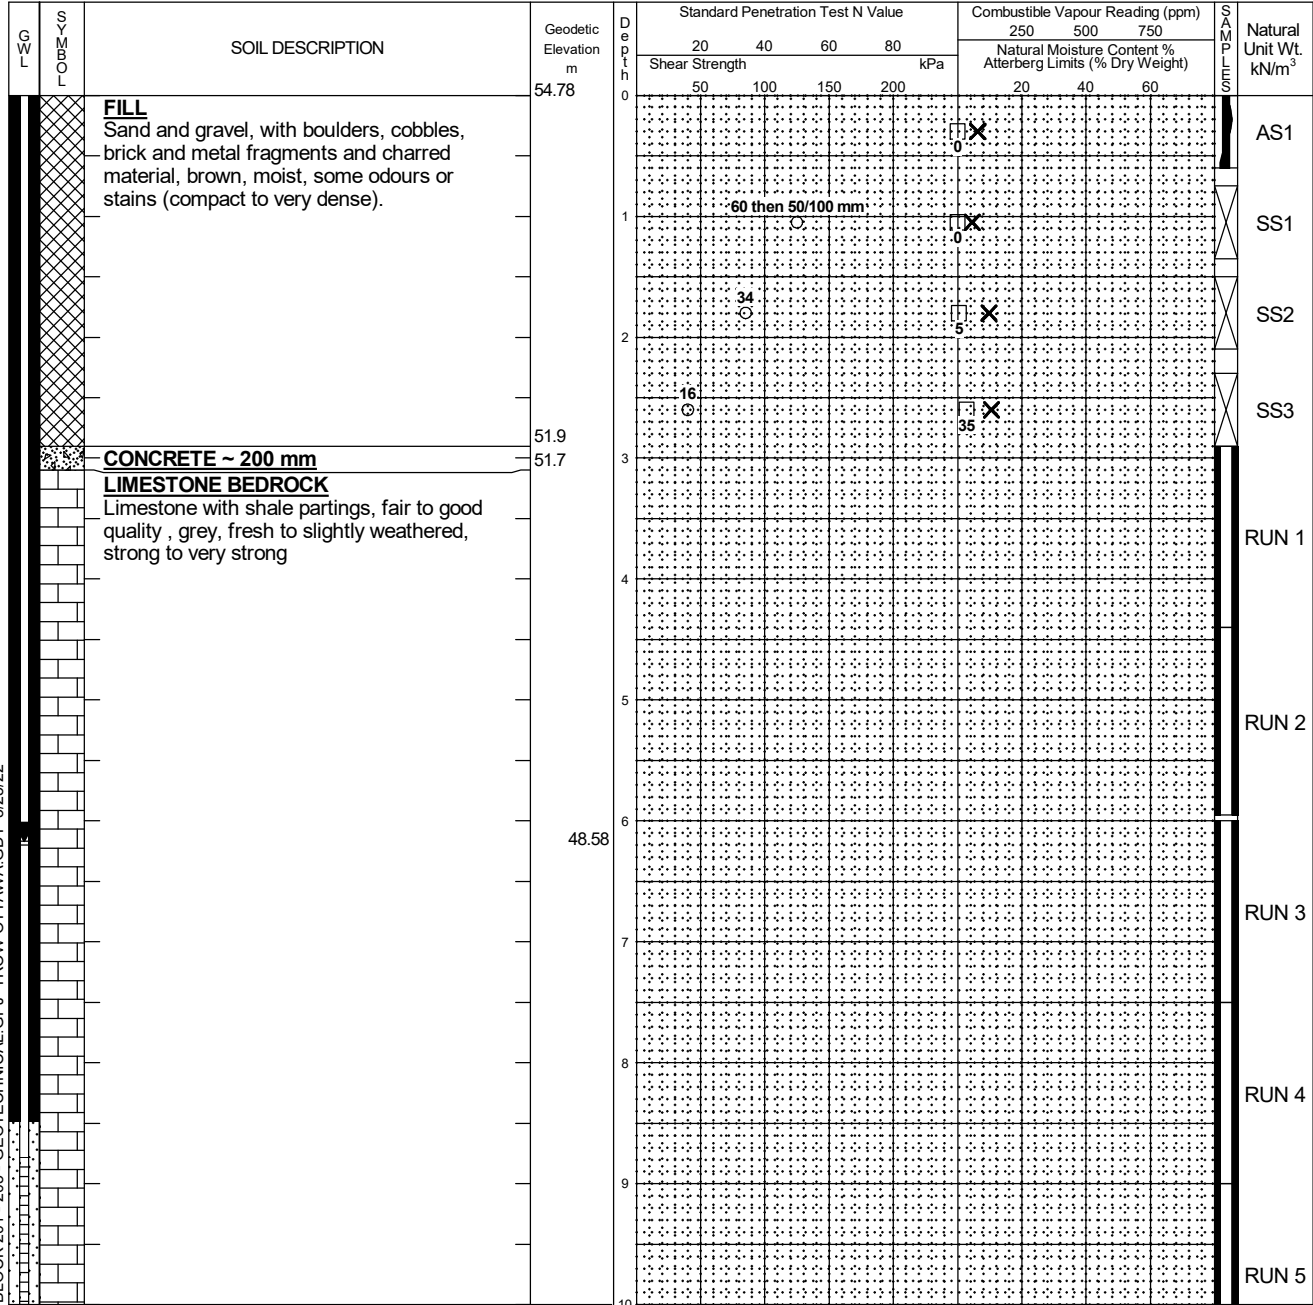 GWL
SYMBOL
SOIL DESCRIPTION
Geodetic
Elevation
m
54.78
Depth
Standard Penetration Test N Value
20 40 60 80
Shear Strength kPa
50 100 150 200
Combustible Vapour Reading (ppm)
250 500 750
Natural Moisture Content %
Atterberg Limits (% Dry Weight)
20 40 60
SAMPLES
Natural
Unit Wt.
kN/m³
0
FILL
Sand and gravel, with boulders, cobbles,
brick and metal fragments and charred
material, brown, moist, some odours or
stains (compact to very dense).
0
AS1
60 then 50/100 mm
1
0
SS1
34
5
SS2
2
16
35
SS3
51.9
CONCRETE ~ 200 mm
51.7
3
LIMESTONE BEDROCK
Limestone with shale partings, fair to good
quality , grey, fresh to slightly weathered,
strong to very strong
RUN 1
4
5
RUN 2
6
48.58
RUN 3
7
8
RUN 4
9
RUN 5
10